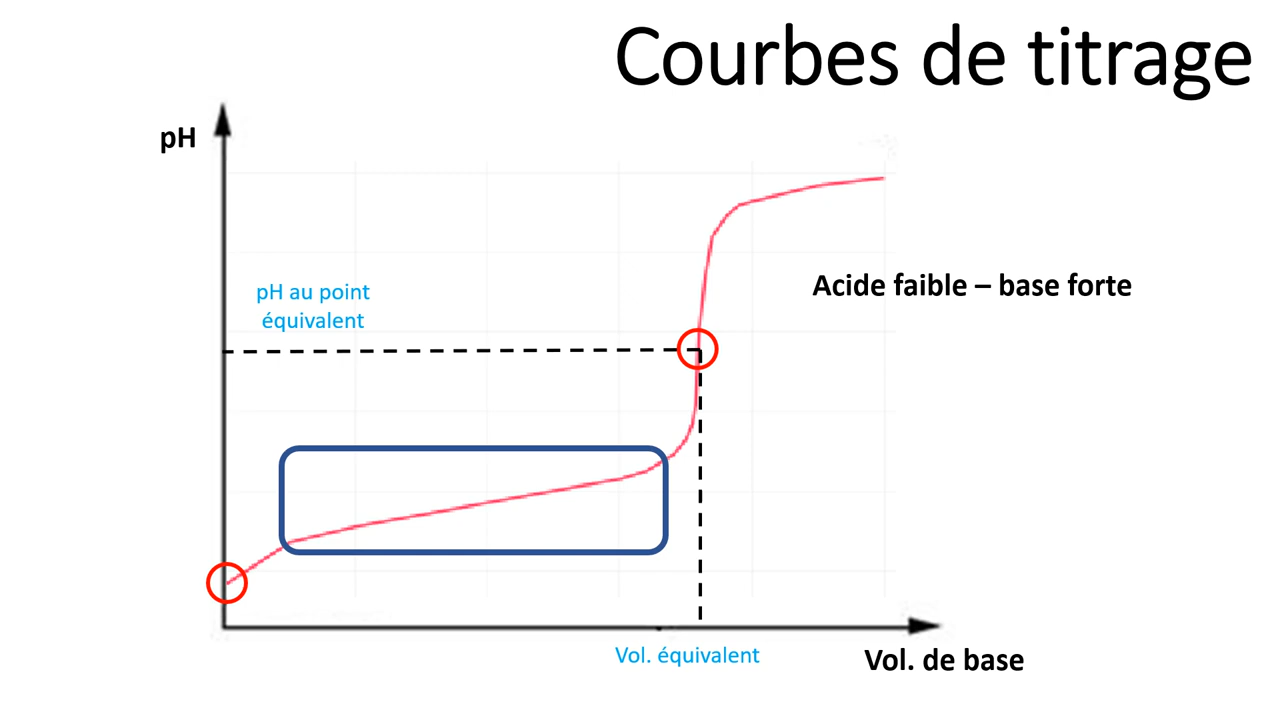 Courbes de titrage
pH
pH au point
équivalent
Acide faible – base forte
Vol. équivalent
Vol. de base